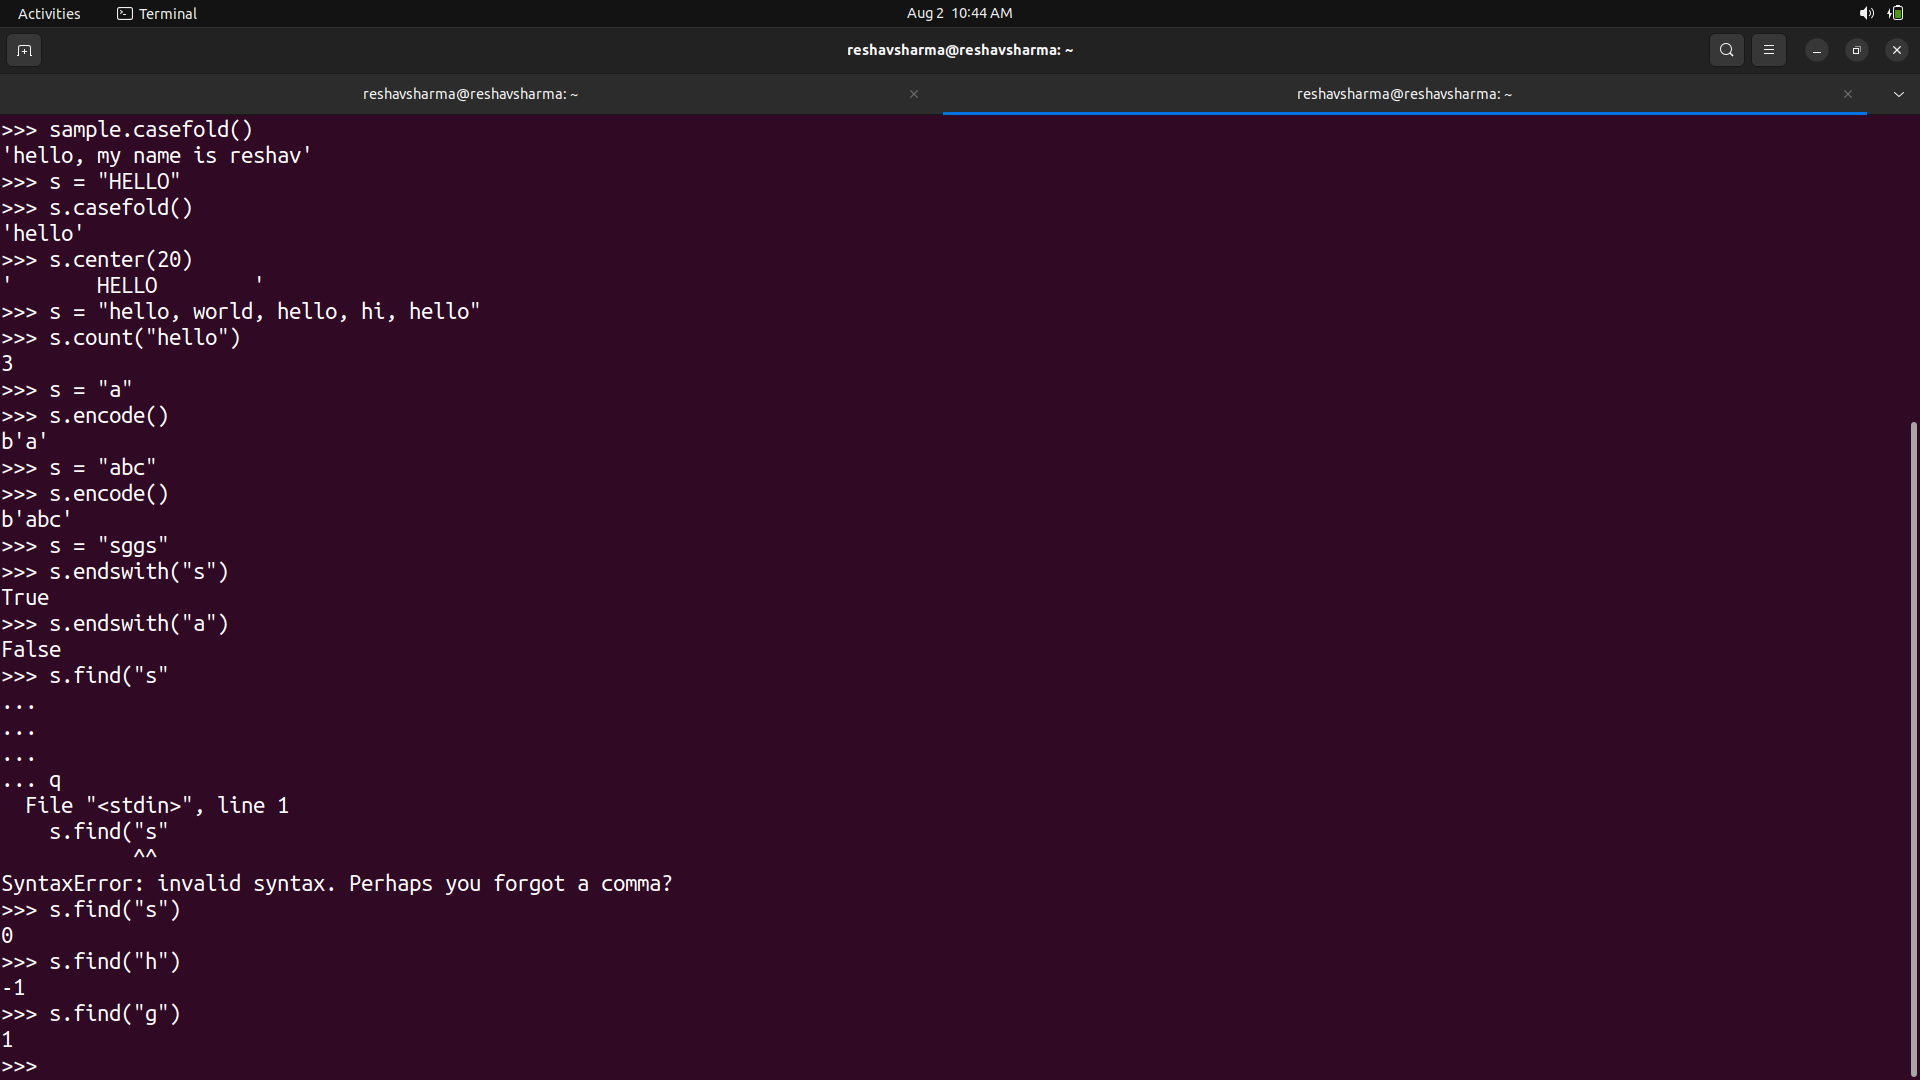 Activities Terminal Aug 2 10:44 AM
reshavsharma@reshavsharma: ~
reshavsharma@reshavsharma: ~ reshavsharma@reshavsharma: ~
>>> sample.casefold()
'hello, my name is reshav'
>>> s = "HELLO"
>>> s.casefold()
'hello'
>>> s.center(20)
'       HELLO        '
>>> s = "hello, world, hello, hi, hello"
>>> s.count("hello")
3
>>> s = "a"
>>> s.encode()
b'a'
>>> s = "abc"
>>> s.encode()
b'abc'
>>> s = "sggs"
>>> s.endswith("s")
True
>>> s.endswith("a")
False
>>> s.find("s"
...
...
...
... q
  File "<stdin>", line 1
    s.find("s"
           ^^
SyntaxError: invalid syntax. Perhaps you forgot a comma?
>>> s.find("s")
0
>>> s.find("h")
-1
>>> s.find("g")
1
>>>